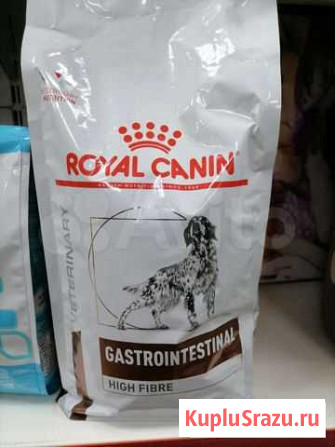 ROYAL CANIN
VETERINARY
GASTROINTESTINAL
HIGH FIBRE
KupluSrazu.ru